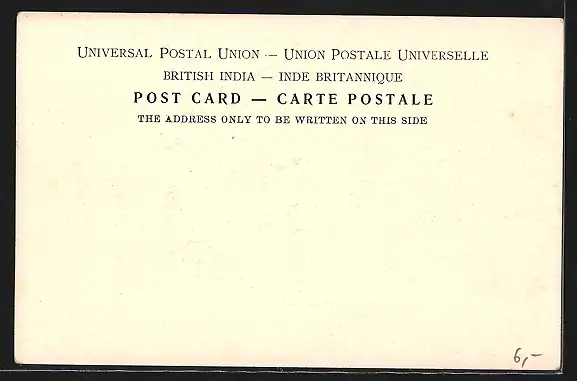 UNIVERSAL POSTAL UNION — UNION POSTALE UNIVERSELLE
BRITISH INDIA — INDE BRITANNIQUE
POST CARD — CARTE POSTALE
THE ADDRESS ONLY TO BE WRITTEN ON THIS SIDE
6,-